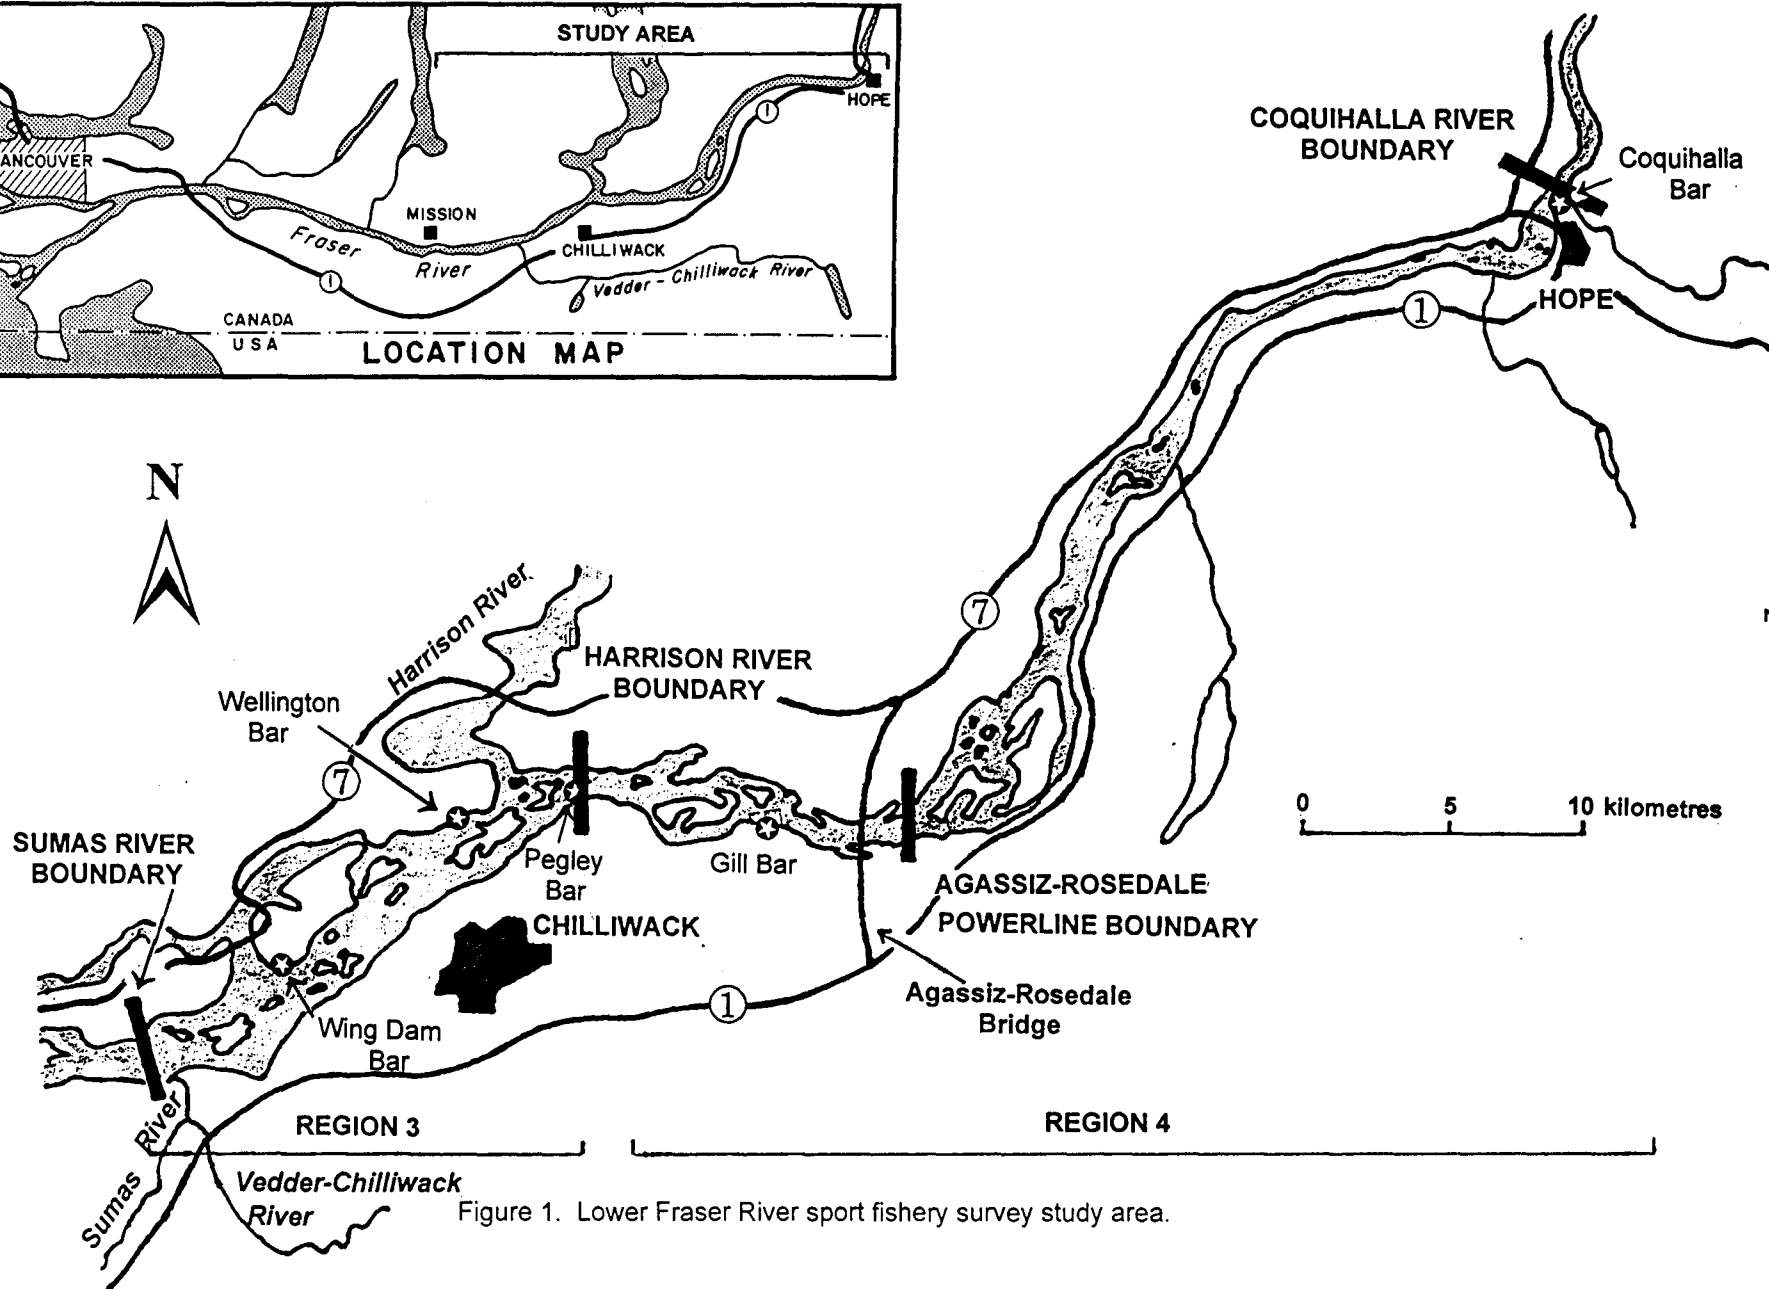 STUDY AREA
HOPE
1
ANCOUVER
MISSION
Fraser
River
CHILLIWACK
Vedder - Chilliwack River
1
CANADA
USA
LOCATION MAP
COQUIHALLA RIVER
BOUNDARY
Coquihalla
Bar
HOPE
1
N
7
Harrison River
HARRISON RIVER
BOUNDARY
Wellington
Bar
7
0 5 10 kilometres
SUMAS RIVER
BOUNDARY
Pegley
Bar
Gill Bar
AGASSIZ-ROSEDALE
POWERLINE BOUNDARY
CHILLIWACK
Agassiz-Rosedale
Bridge
1
Wing Dam
Bar
REGION 3
REGION 4
Sumas River
Vedder-Chilliwack
River
Figure 1. Lower Fraser River sport fishery survey study area.